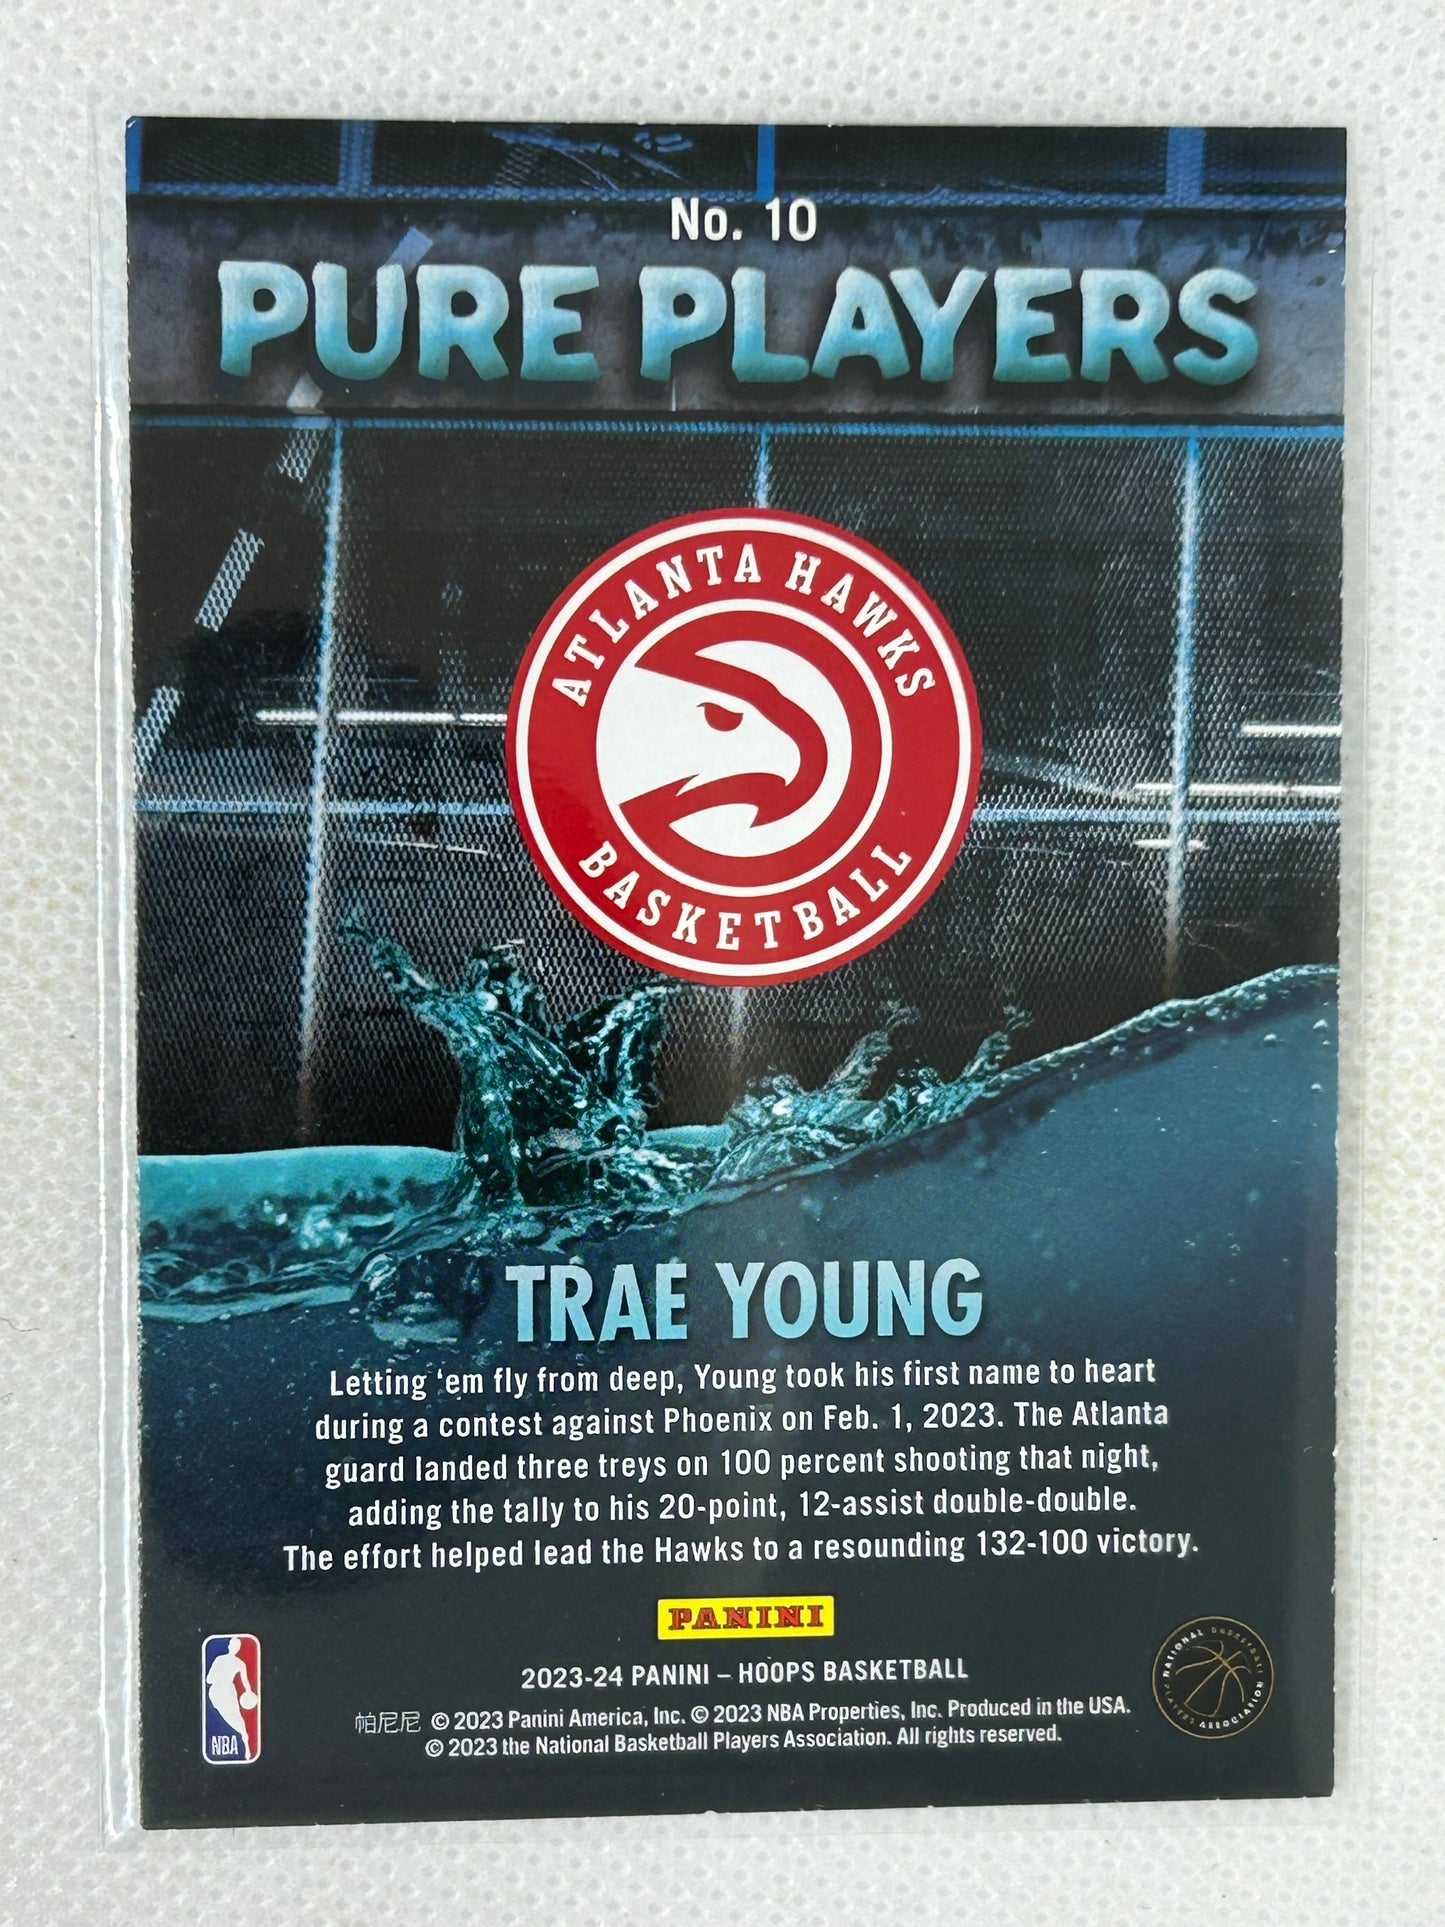 No. 10
PURE PLAYERS
ATLANTA HAWKS
BASKETBALL
TRAE YOUNG
Letting ‘em fly from deep, Young took his first name to heart
during a contest against Phoenix on Feb. 1, 2023. The Atlanta
guard landed three treys on 100 percent shooting that night,
adding the tally to his 20-point, 12-assist double-double.
The effort helped lead the Hawks to a resounding 132-100 victory.
PANINI
2023-24 PANINI – HOOPS BASKETBALL
帕尼尼 © 2023 Panini America, Inc. © 2023 NBA Properties, Inc. Produced in the USA.
© 2023 the National Basketball Players Association. All rights reserved.
NBA
NATIONAL BASKETBALL PLAYERS ASSOCIATION